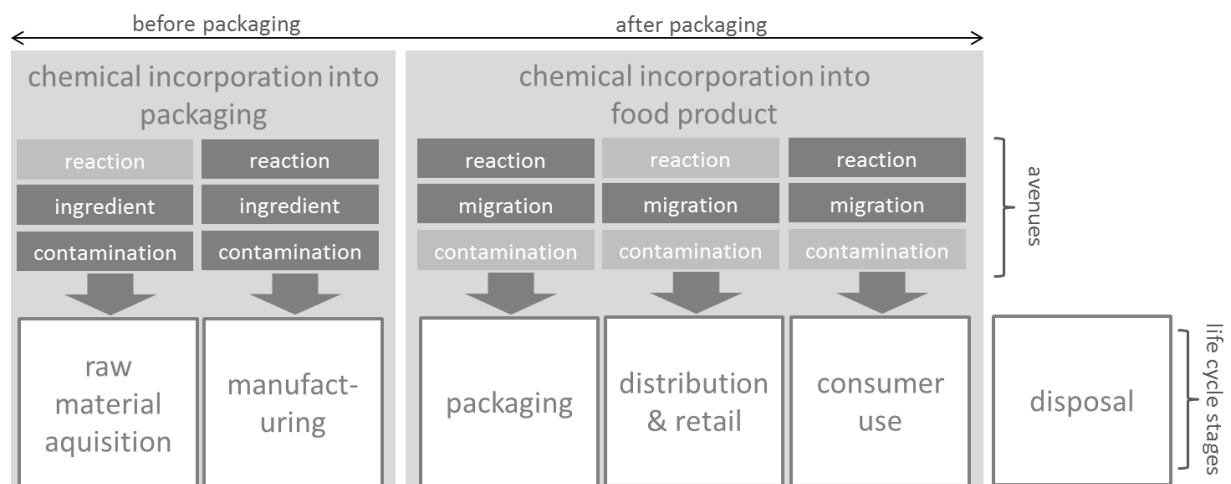 before packaging
after packaging
chemical incorporation into
packaging
chemical incorporation into
food product
reaction
reaction
reaction
reaction
reaction
ingredient
ingredient
migration
migration
migration
contamination
contamination
contamination
contamination
contamination
avenues
raw
material
aquisition
manufact-
uring
packaging
distribution
& retail
consumer
use
disposal
life cycle stages